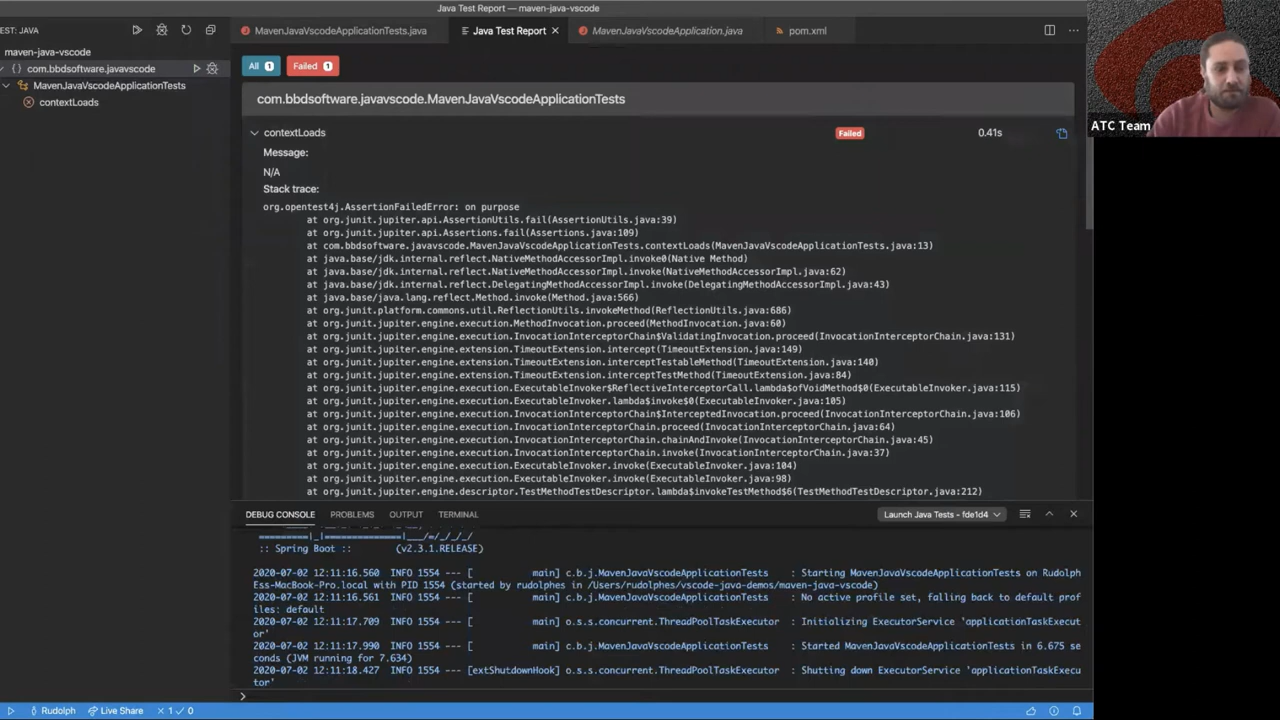 Java Test Report — maven-java-vscode
EST: JAVA
MavenJavaVscodeApplicationTests.java
Java Test Report
MavenJavaVscodeApplication.java
pom.xml
maven-java-vscode
{} com.bbdsoftware.javavscode
MavenJavaVscodeApplicationTests
contextLoads
All 1
Failed 1
com.bbdsoftware.javavscode.MavenJavaVscodeApplicationTests
contextLoads Failed 0.41s
Message:
N/A
Stack trace:
org.opentest4j.AssertionFailedError: on purpose
at org.junit.jupiter.api.AssertionUtils.fail(AssertionUtils.java:39)
at org.junit.jupiter.api.Assertions.fail(Assertions.java:109)
at com.bbdsoftware.javavscode.MavenJavaVscodeApplicationTests.contextLoads(MavenJavaVscodeApplicationTests.java:13)
at java.base/jdk.internal.reflect.NativeMethodAccessorImpl.invoke0(Native Method)
at java.base/jdk.internal.reflect.NativeMethodAccessorImpl.invoke(NativeMethodAccessorImpl.java:62)
at java.base/jdk.internal.reflect.DelegatingMethodAccessorImpl.invoke(DelegatingMethodAccessorImpl.java:43)
at java.base/java.lang.reflect.Method.invoke(Method.java:566)
at org.junit.platform.commons.util.ReflectionUtils.invokeMethod(ReflectionUtils.java:686)
at org.junit.jupiter.engine.execution.MethodInvocation.proceed(MethodInvocation.java:60)
at org.junit.jupiter.engine.execution.InvocationInterceptorChain$ValidatingInvocation.proceed(InvocationInterceptorChain.java:131)
at org.junit.jupiter.engine.extension.TimeoutExtension.intercept(TimeoutExtension.java:149)
at org.junit.jupiter.engine.extension.TimeoutExtension.interceptTestableMethod(TimeoutExtension.java:140)
at org.junit.jupiter.engine.extension.TimeoutExtension.interceptTestMethod(TimeoutExtension.java:84)
at org.junit.jupiter.engine.execution.ExecutableInvoker$ReflectiveInterceptorCall.lambda$ofVoidMethod$0(ExecutableInvoker.java:115)
at org.junit.jupiter.engine.execution.ExecutableInvoker.lambda$invoke$0(ExecutableInvoker.java:105)
at org.junit.jupiter.engine.execution.InvocationInterceptorChain$InterceptedInvocation.proceed(InvocationInterceptorChain.java:106)
at org.junit.jupiter.engine.execution.InvocationInterceptorChain.proceed(InvocationInterceptorChain.java:64)
at org.junit.jupiter.engine.execution.InvocationInterceptorChain.chainAndInvoke(InvocationInterceptorChain.java:45)
at org.junit.jupiter.engine.execution.InvocationInterceptorChain.invoke(InvocationInterceptorChain.java:37)
at org.junit.jupiter.engine.execution.ExecutableInvoker.invoke(ExecutableInvoker.java:104)
at org.junit.jupiter.engine.execution.ExecutableInvoker.invoke(ExecutableInvoker.java:98)
at org.junit.jupiter.engine.descriptor.TestMethodTestDescriptor.lambda$invokeTestMethod$6(TestMethodTestDescriptor.java:212)
DEBUG CONSOLE PROBLEMS OUTPUT TERMINAL
Launch Java Tests - fde1d4
=========|_|==============|___/=/_/_/_/
:: Spring Boot :: (v2.3.1.RELEASE)
2020-07-02 12:11:16.560 INFO 1554 --- [ main] c.b.j.MavenJavaVscodeApplicationTests : Starting MavenJavaVscodeApplicationTests on Rudolph
Ess-MacBook-Pro.local with PID 1554 (started by rudolphes in /Users/rudolphes/vscode-java-demos/maven-java-vscode)
2020-07-02 12:11:16.561 INFO 1554 --- [ main] c.b.j.MavenJavaVscodeApplicationTests : No active profile set, falling back to default prof
iles: default
2020-07-02 12:11:17.709 INFO 1554 --- [ main] o.s.s.concurrent.ThreadPoolTaskExecutor : Initializing ExecutorService 'applicationTaskExecut
or'
2020-07-02 12:11:17.990 INFO 1554 --- [ main] c.b.j.MavenJavaVscodeApplicationTests : Started MavenJavaVscodeApplicationTests in 6.675 se
conds (JVM running for 7.634)
2020-07-02 12:11:18.427 INFO 1554 --- [extShutdownHook] o.s.s.concurrent.ThreadPoolTaskExecutor : Shutting down ExecutorService 'applicationTaskExecu
tor'
Rudolph Live Share 1 0
ATC Team